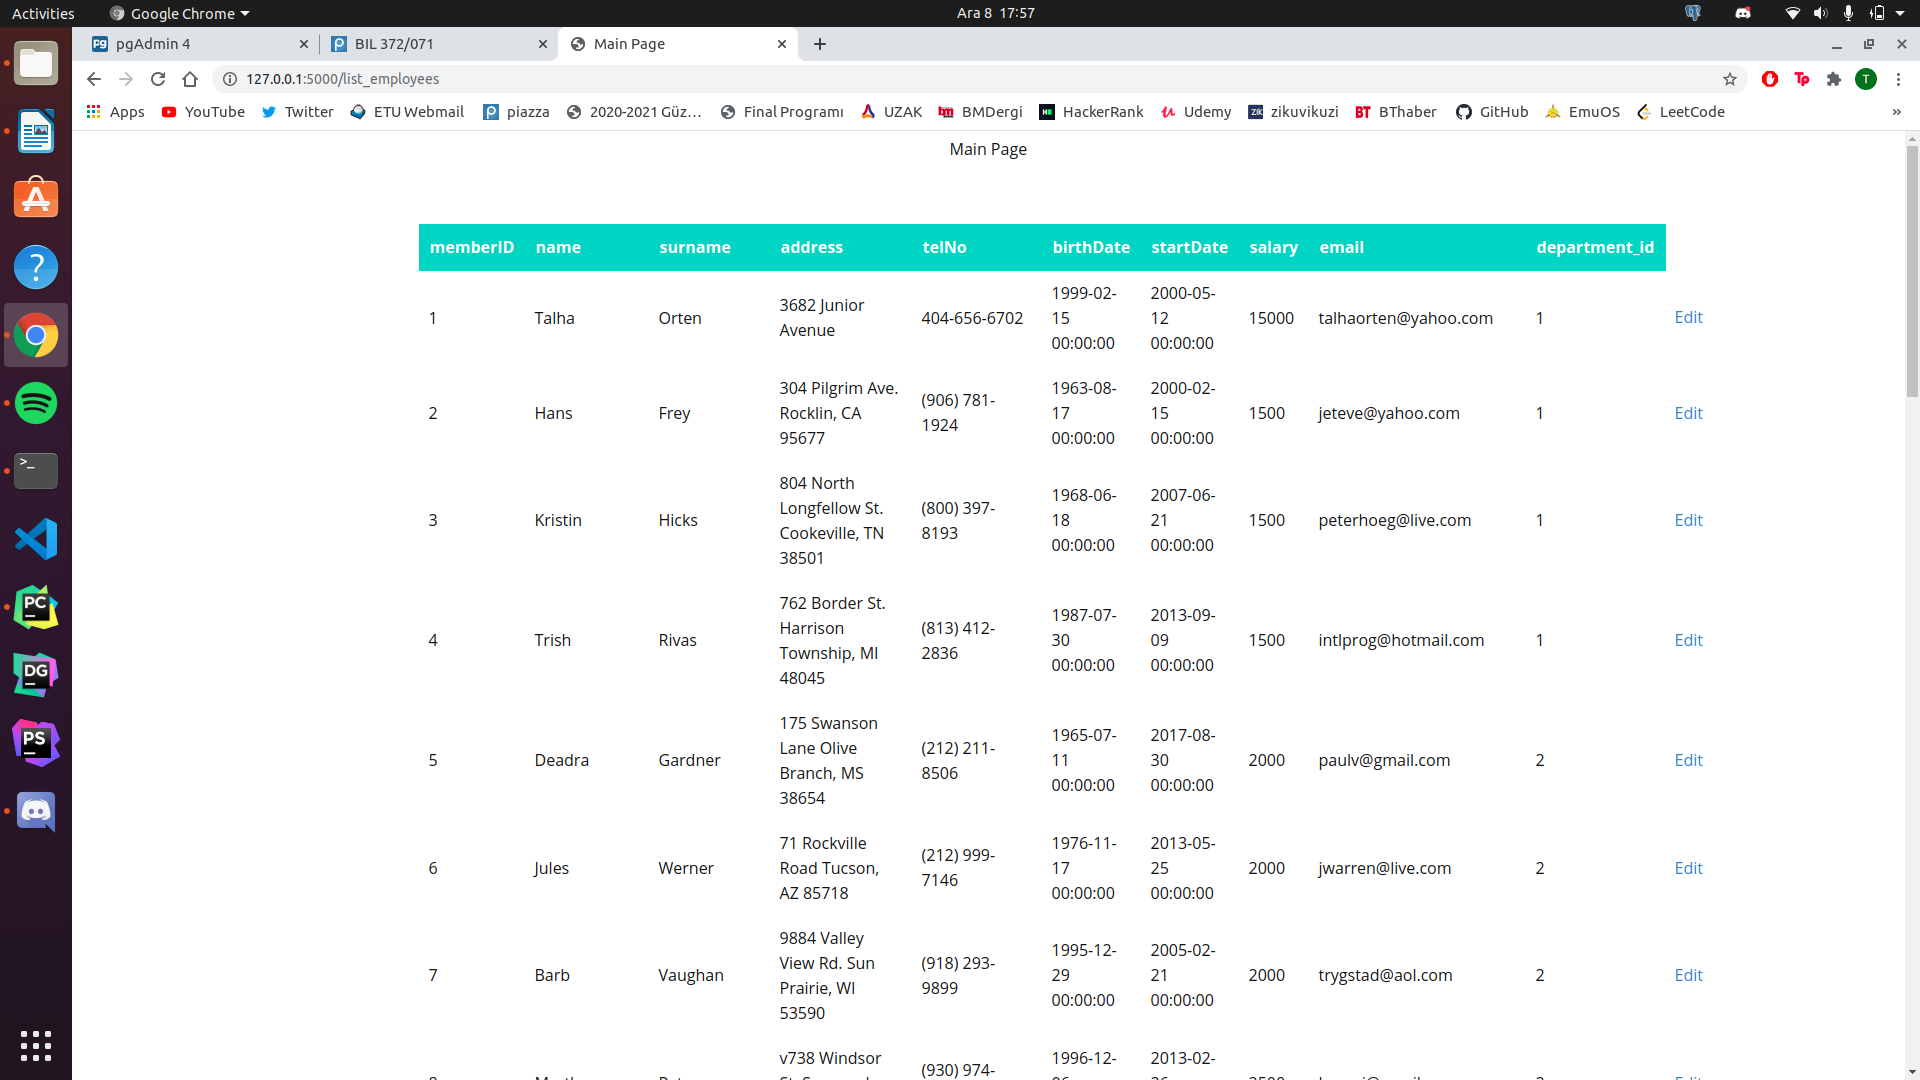 Activities Google Chrome Ara 8 17:57
pgAdmin 4 BIL 372/071 Main Page
127.0.0.1:5000/list_employees
Apps YouTube Twitter ETU Webmail piazza 2020-2021 Güz... Final Programı UZAK BMDergi HackerRank Udemy zikuvikuzi BThaber GitHub EmuOS LeetCode »
Main Page
memberID name surname address telNo birthDate startDate salary email department_id
1 Talha Orten 3682 Junior Avenue 404-656-6702 1999-02-15 00:00:00 2000-05-12 00:00:00 15000 talhaorten@yahoo.com 1 Edit
2 Hans Frey 304 Pilgrim Ave. Rocklin, CA 95677 (906) 781-1924 1963-08-17 00:00:00 2000-02-15 00:00:00 1500 jeteve@yahoo.com 1 Edit
3 Kristin Hicks 804 North Longfellow St. Cookeville, TN 38501 (800) 397-8193 1968-06-18 00:00:00 2007-06-21 00:00:00 1500 peterhoeg@live.com 1 Edit
4 Trish Rivas 762 Border St. Harrison Township, MI 48045 (813) 412-2836 1987-07-30 00:00:00 2013-09-09 00:00:00 1500 intlprog@hotmail.com 1 Edit
5 Deadra Gardner 175 Swanson Lane Olive Branch, MS 38654 (212) 211-8506 1965-07-11 00:00:00 2017-08-30 00:00:00 2000 paulv@gmail.com 2 Edit
6 Jules Werner 71 Rockville Road Tucson, AZ 85718 (212) 999-7146 1976-11-17 00:00:00 2013-05-25 00:00:00 2000 jwarren@live.com 2 Edit
7 Barb Vaughan 9884 Valley View Rd. Sun Prairie, WI 53590 (918) 293-9899 1995-12-29 00:00:00 2005-02-21 00:00:00 2000 trygstad@aol.com 2 Edit
v738 Windsor (930) 974- 1996-12- 2013-02-